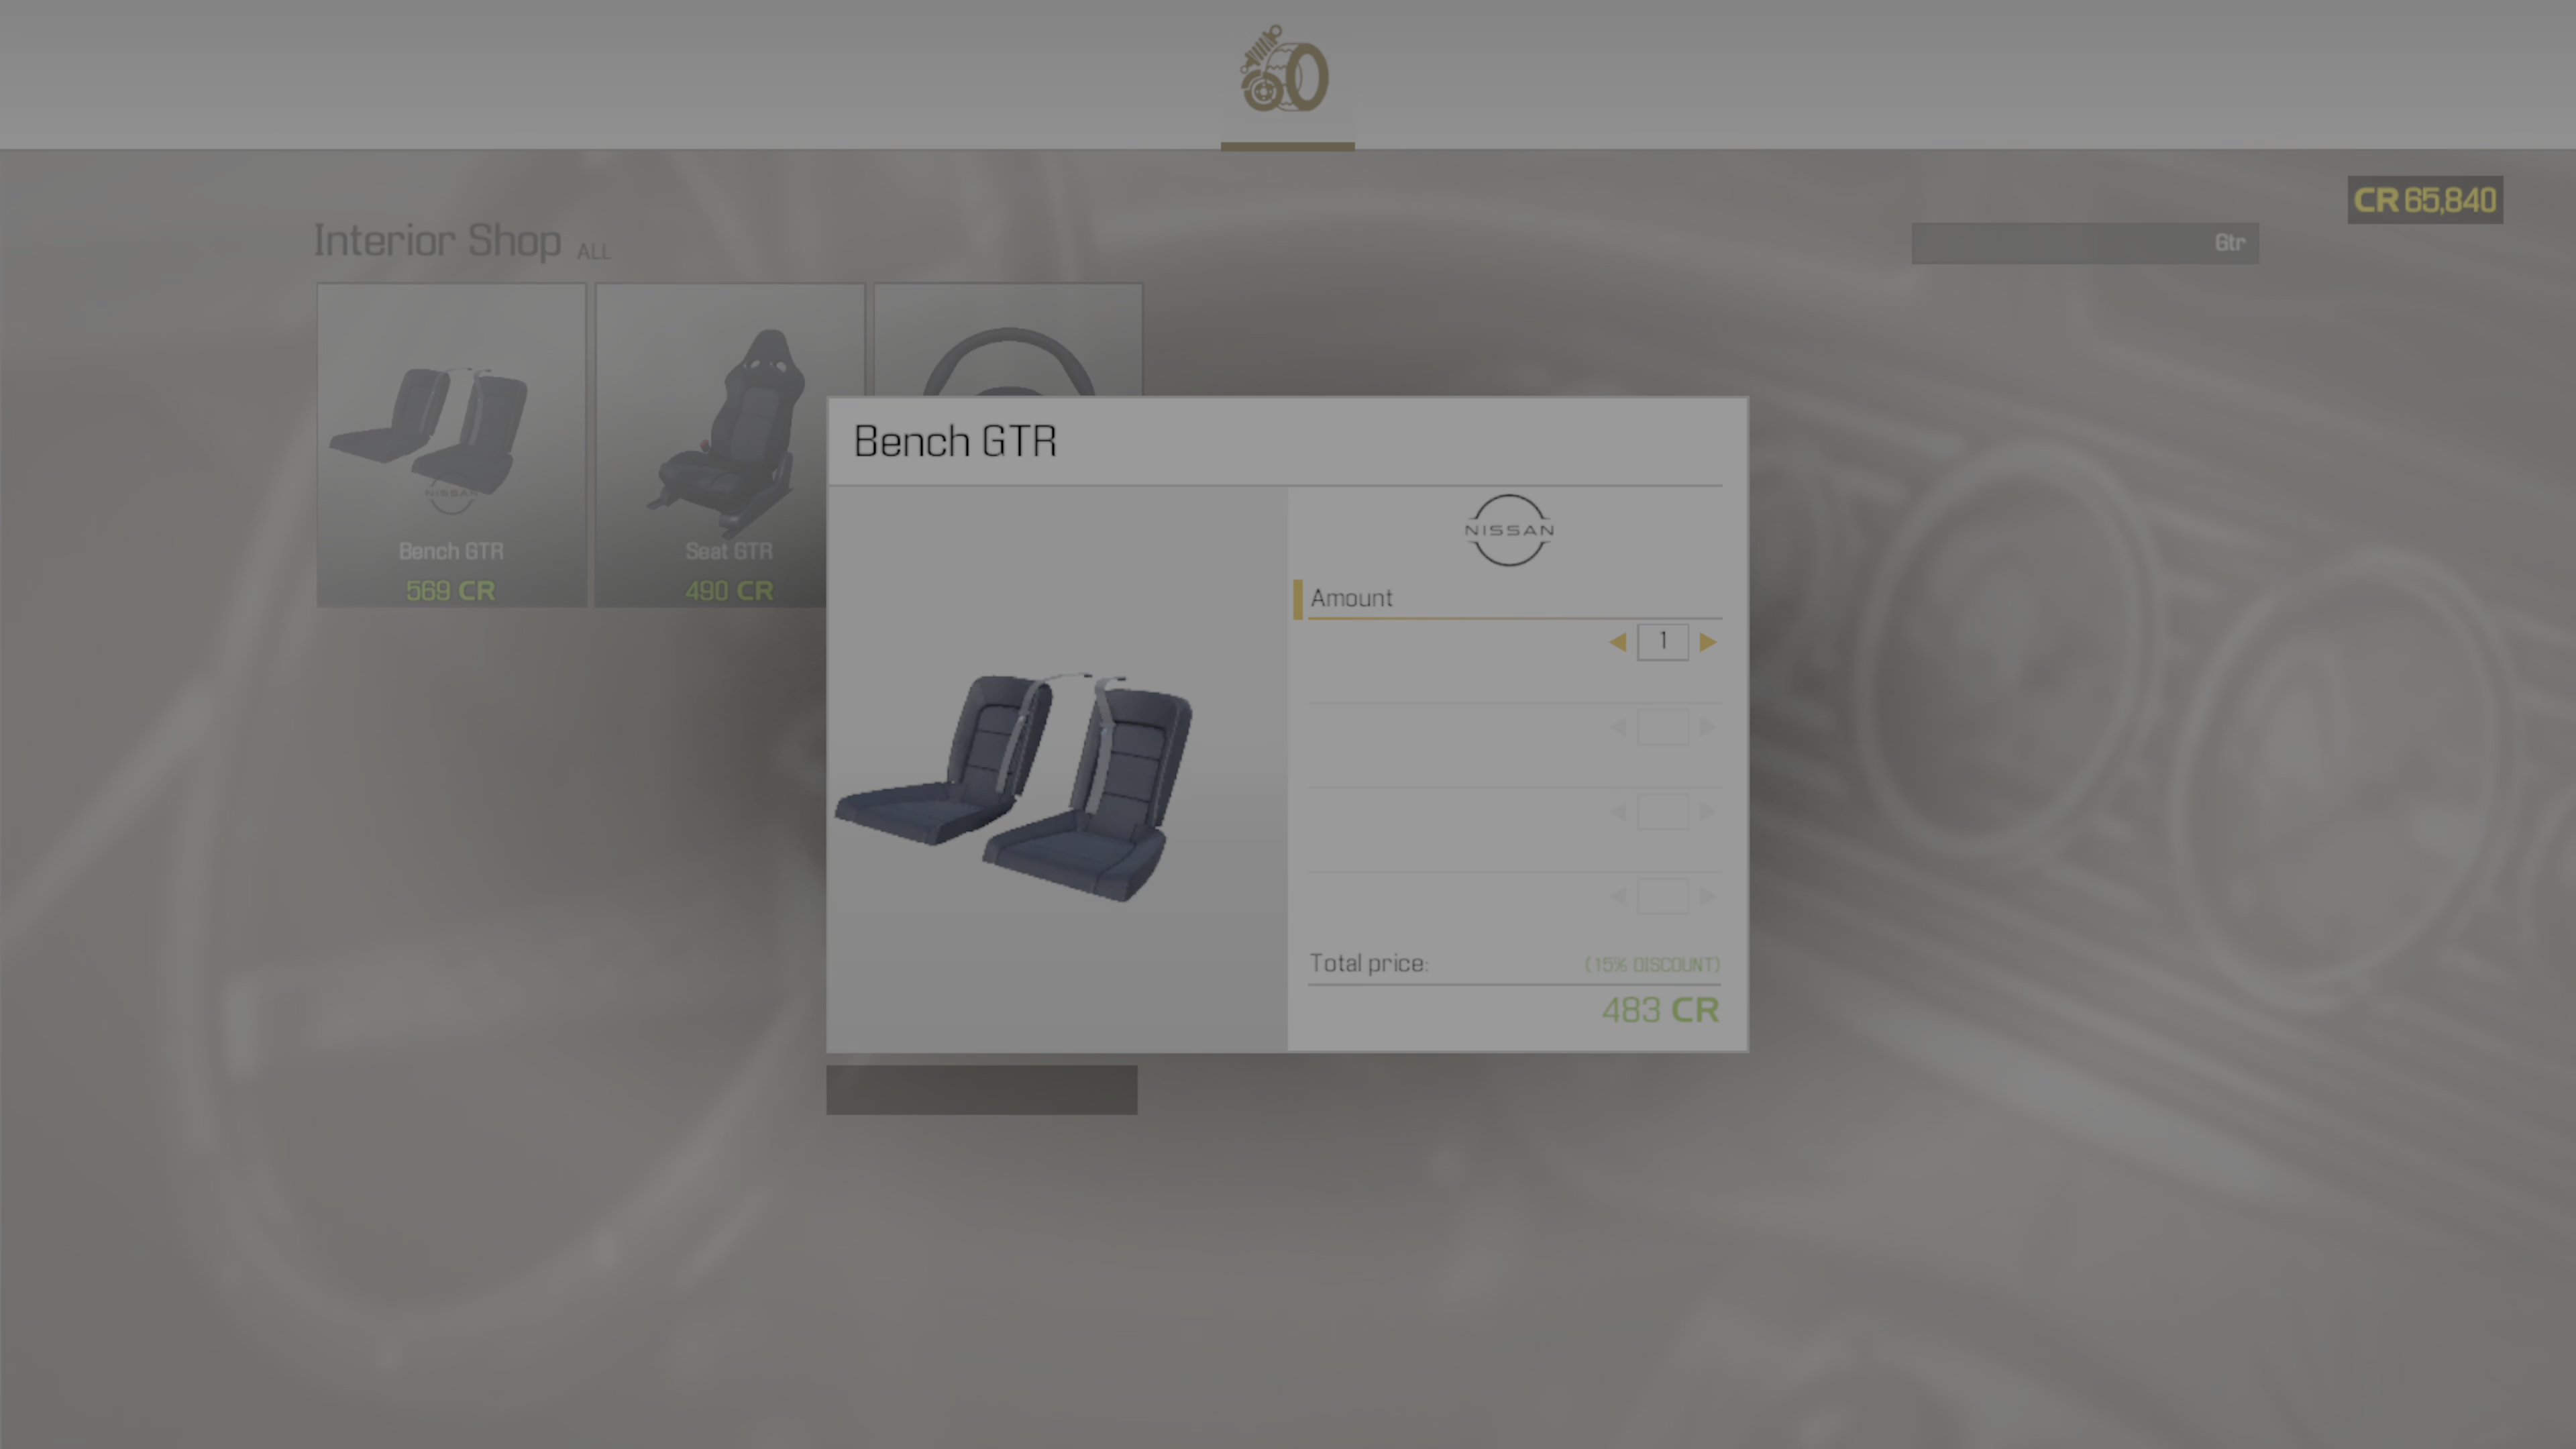 CR 65,840
Interior Shop ALL
Gtr
NISSAN
Bench GTR
569 CR
Seat GTR
490 CR
Bench GTR
NISSAN
Amount
1
Total price: (15% DISCOUNT)
483 CR